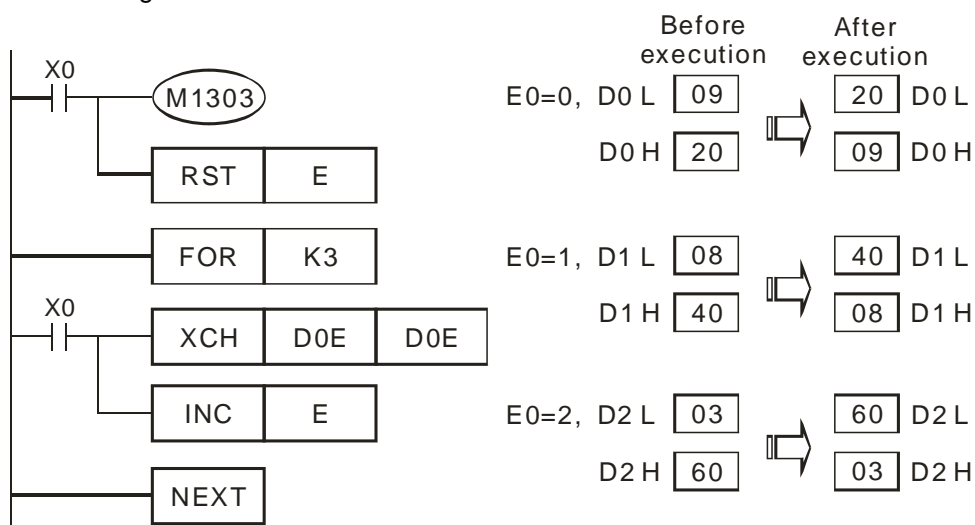 X0
M1303
RST E
FOR K3
X0
XCH D0E D0E
INC E
NEXT
Before execution
After execution
E0=0, D0 L 09 20 D0 L
D0 H 20 09 D0 H
E0=1, D1 L 08 40 D1 L
D1 H 40 08 D1 H
E0=2, D2 L 03 60 D2 L
D2 H 60 03 D2 H